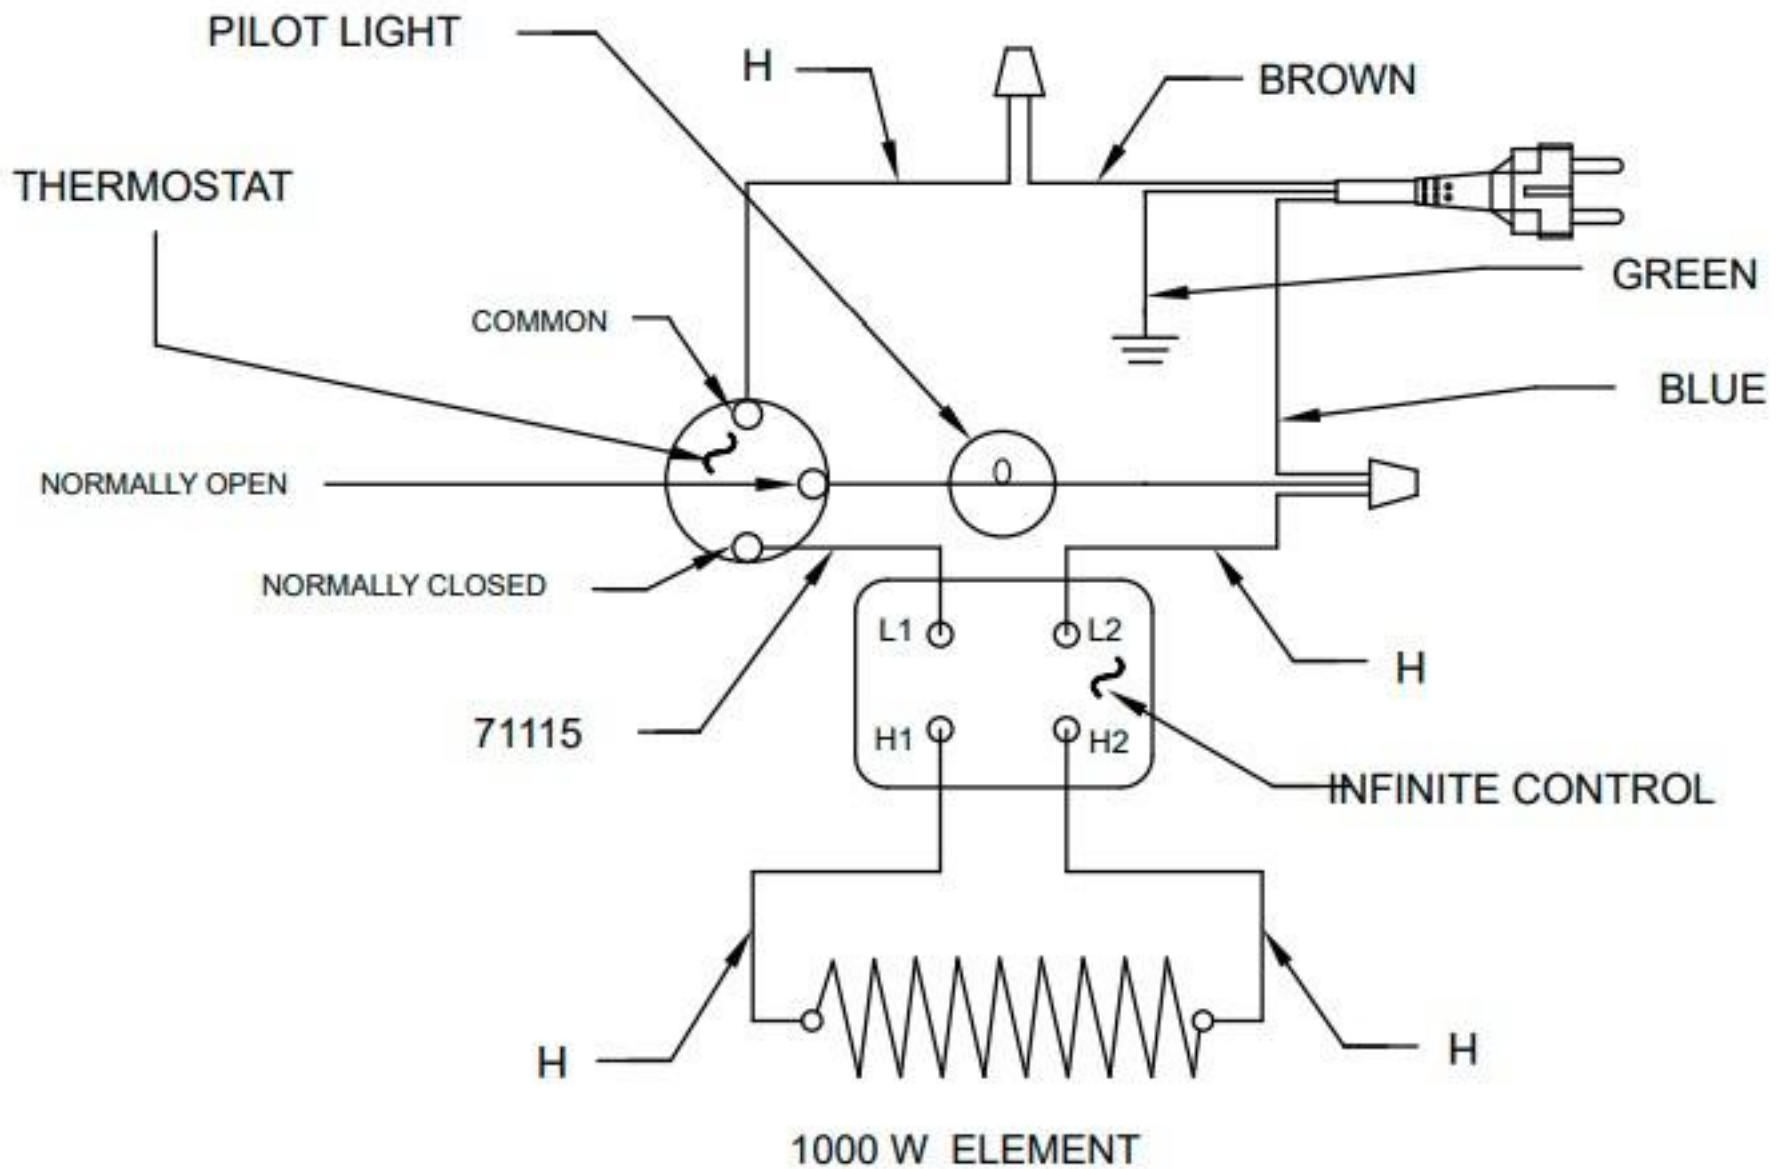 PILOT LIGHT
H
BROWN
THERMOSTAT
GREEN
COMMON
BLUE
NORMALLY OPEN
0
NORMALLY CLOSED
L1
L2
H
71115
H1
H2
INFINITE CONTROL
H
H
1000 W ELEMENT